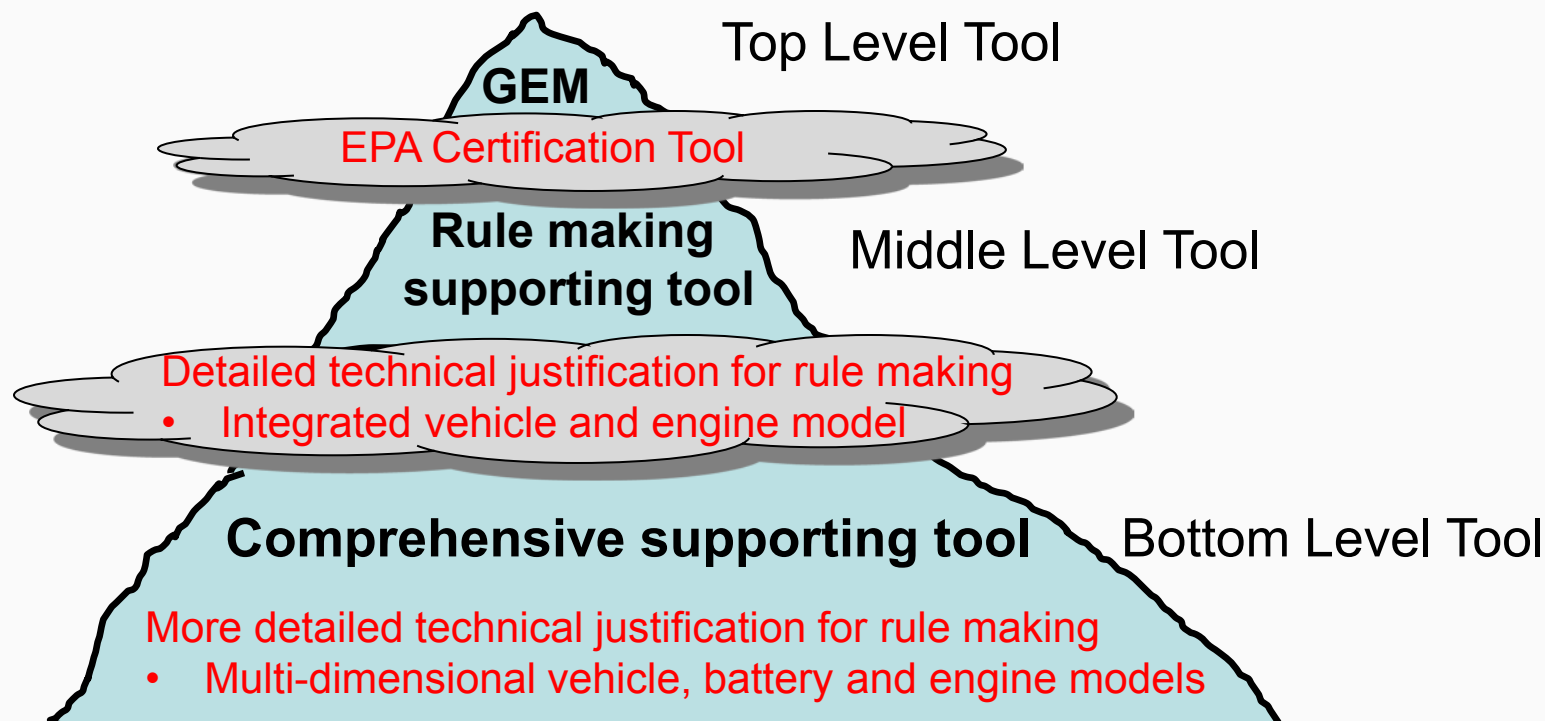 Top Level Tool
GEM
EPA Certification Tool
Rule making
supporting tool
Middle Level Tool
Detailed technical justification for rule making
• Integrated vehicle and engine model
Comprehensive supporting tool
Bottom Level Tool
More detailed technical justification for rule making
• Multi-dimensional vehicle, battery and engine models